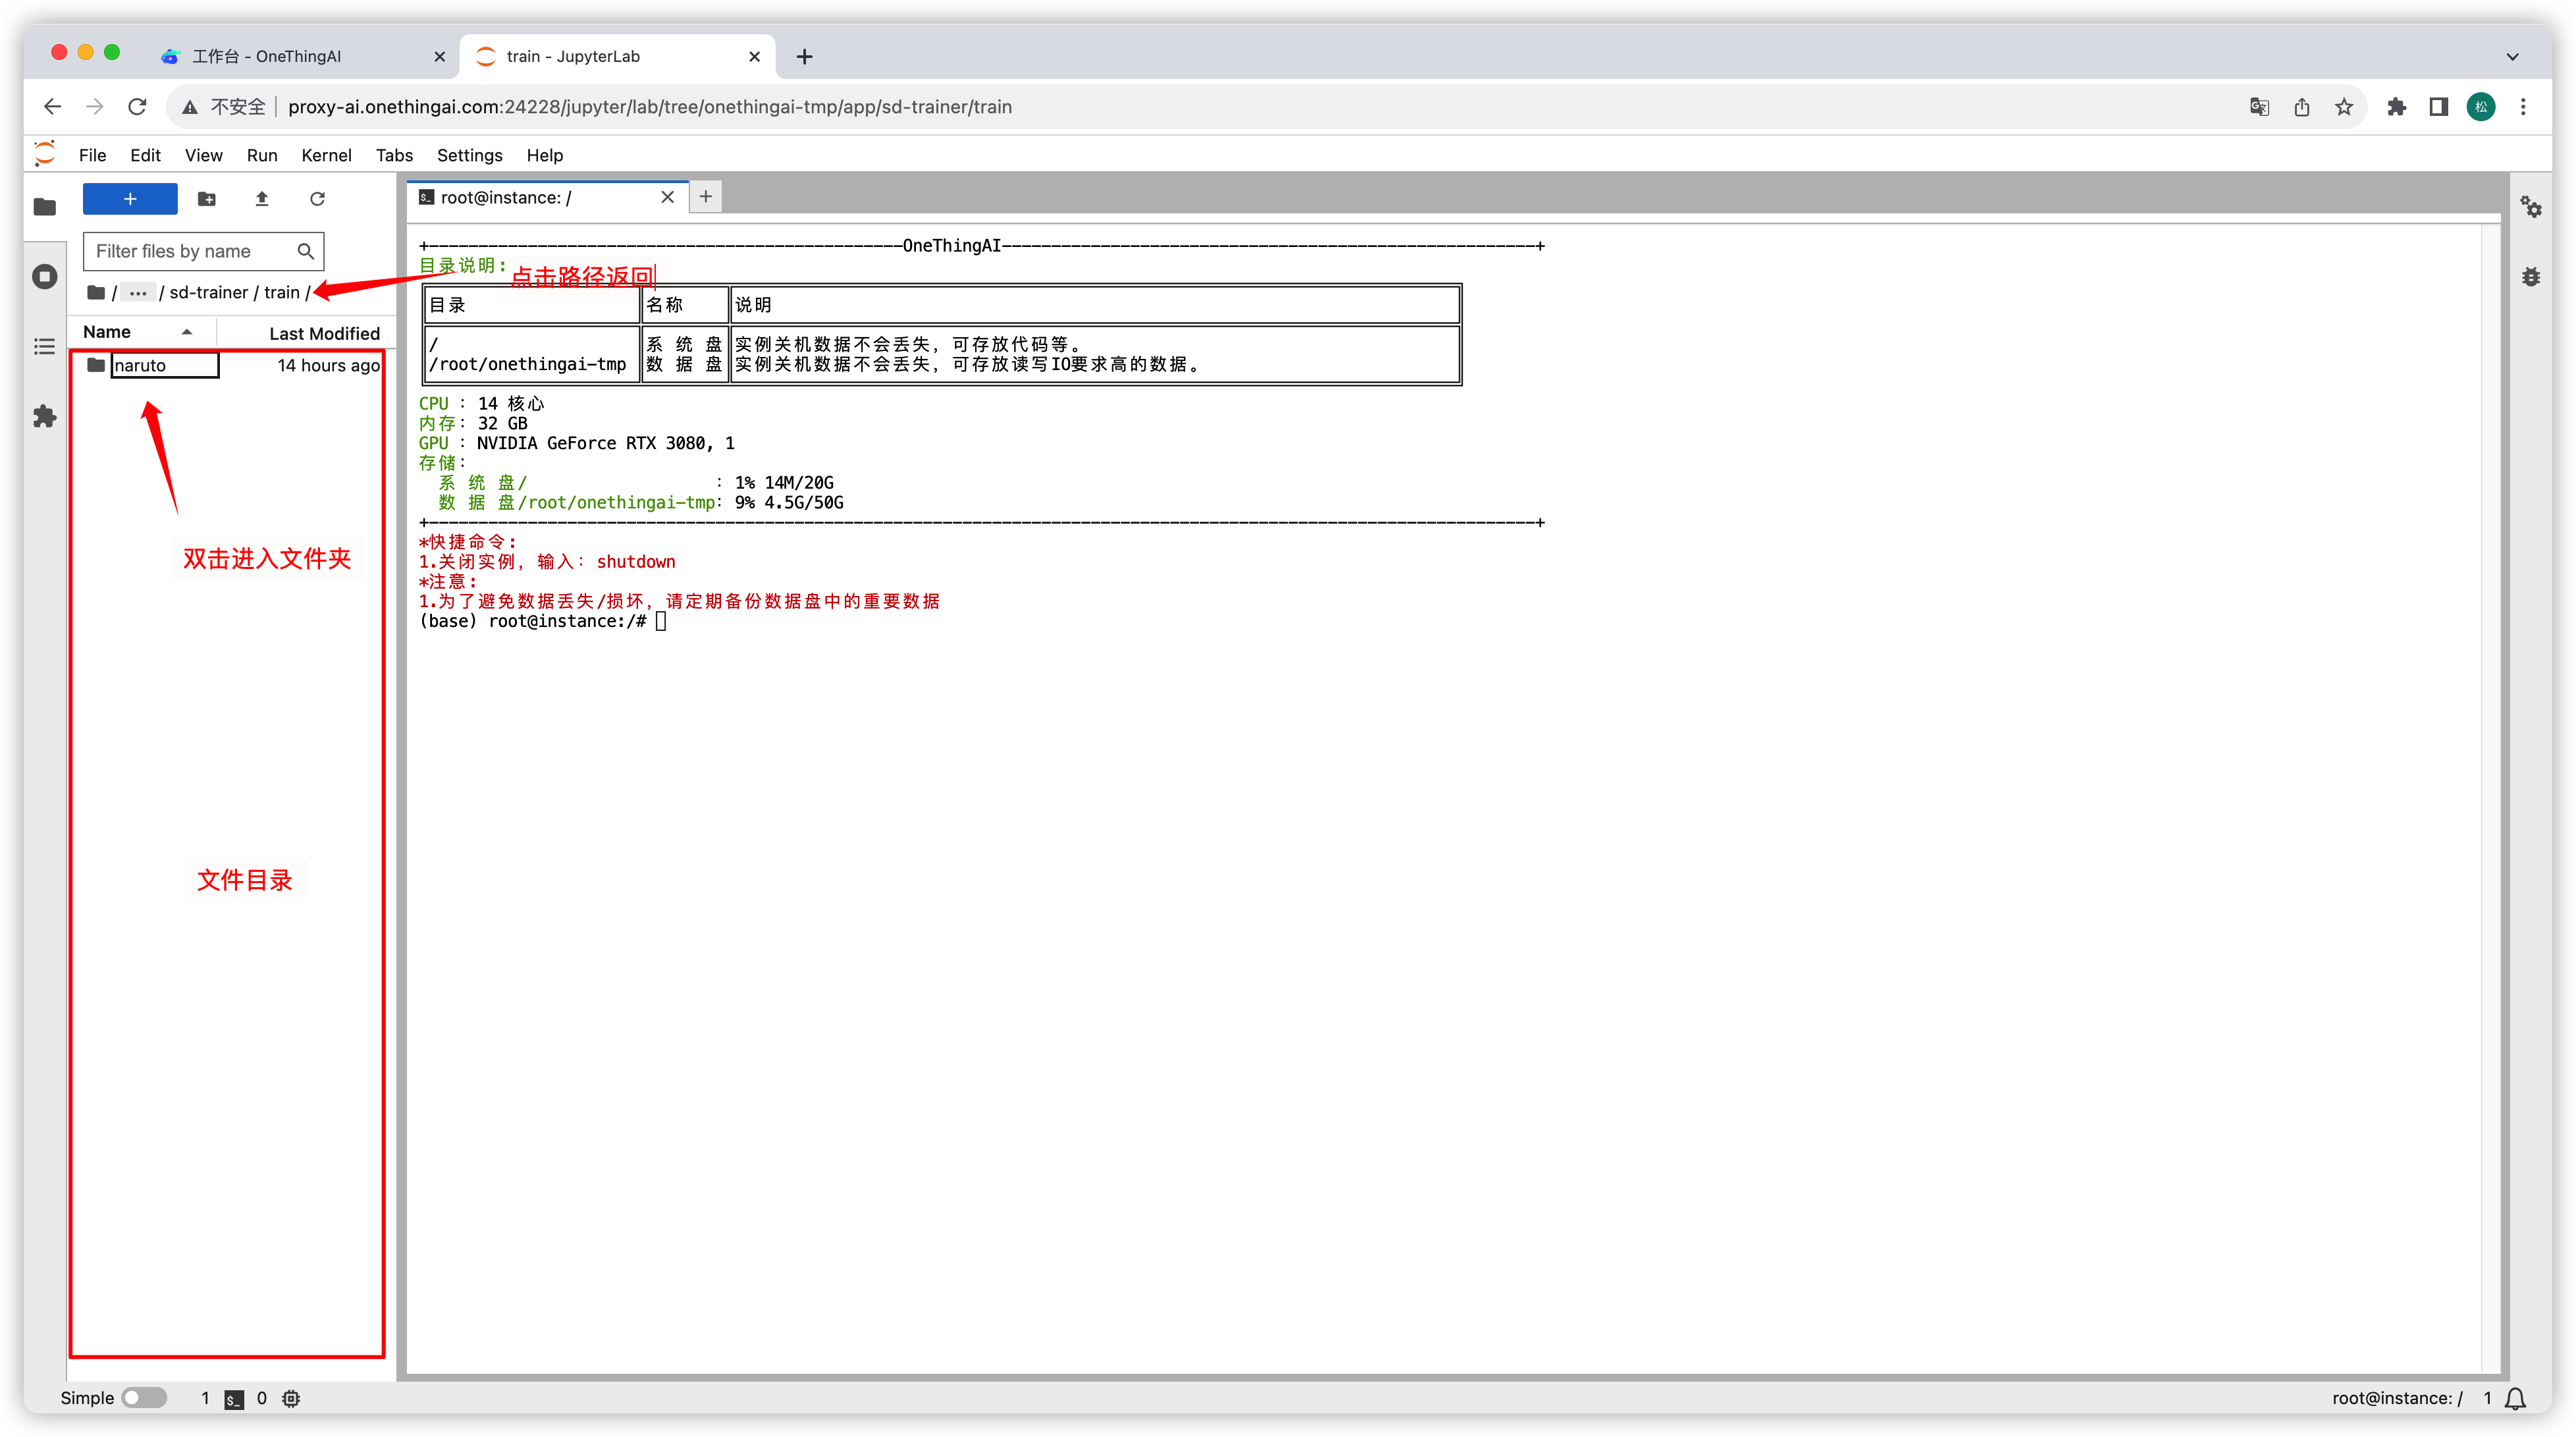 工作台 - OneThingAI
train - JupyterLab
不安全 proxy-ai.onethingai.com:24228/jupyter/lab/tree/onethingai-tmp/app/sd-trainer/train
松
File Edit View Run Kernel Tabs Settings Help
Filter files by name
/ ··· / sd-trainer / train /
Name Last Modified
naruto 14 hours ago
双击进入文件夹
文件目录
点击路径返回
root@instance: /
+------------------------------------------------OneThingAI------------------------------------------------------+
目录说明:
目录 名称 说明
/ 系 统 盘 实例关机数据不会丢失，可存放代码等。
/root/onethingai-tmp 数 据 盘 实例关机数据不会丢失，可存放读写IO要求高的数据。
CPU : 14 核心
内存: 32 GB
GPU : NVIDIA GeForce RTX 3080, 1
存储:
系 统 盘/ : 1% 14M/20G
数 据 盘/root/onethingai-tmp: 9% 4.5G/50G
+----------------------------------------------------------------------------------------------------------------+
*快捷命令:
1.关闭实例，输入: shutdown
*注意:
1.为了避免数据丢失/损坏，请定期备份数据盘中的重要数据
(base) root@instance:/#
Simple 1 $_ 0
root@instance: / 1